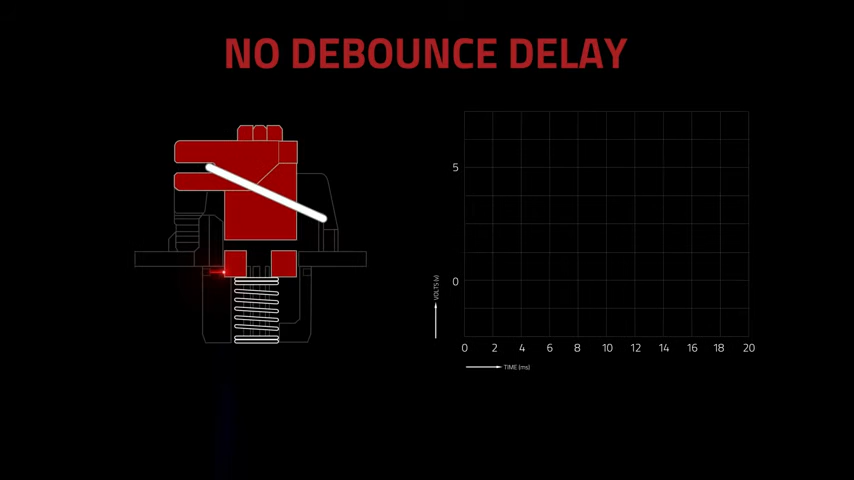 NO DEBOUNCE DELAY
5
0
VOLTS (v)
0 2 4 6 8 10 12 14 16 18 20
TIME (ms)